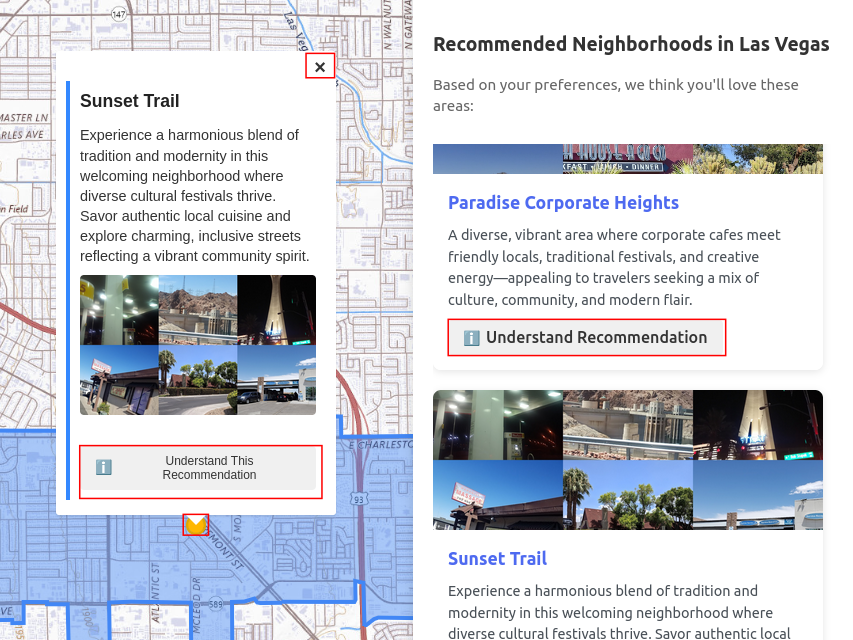 147
Las Veg
N WALNUT
N GATEWA
MASTER LN
RLES AVE
n Field
×
Sunset Trail
Experience a harmonious blend of
tradition and modernity in this
welcoming neighborhood where
diverse cultural festivals thrive.
Savor authentic local cuisine and
explore charming, inclusive streets
reflecting a vibrant community spirit.
Understand This
Recommendation
E CHARLESTO
93
S MO
MONT ST
ATLANTIC ST
MCLEOD DR
589
AVE
Recommended Neighborhoods in Las Vegas
Based on your preferences, we think you'll love these
areas:
KFAST • LUNCH • DINNER
Paradise Corporate Heights
A diverse, vibrant area where corporate cafes meet
friendly locals, traditional festivals, and creative
energy—appealing to travelers seeking a mix of
culture, community, and modern flair.
ℹ️ Understand Recommendation
Sunset Trail
Experience a harmonious blend of tradition and
modernity in this welcoming neighborhood where
diverse cultural festivals thrive. Savor authentic local